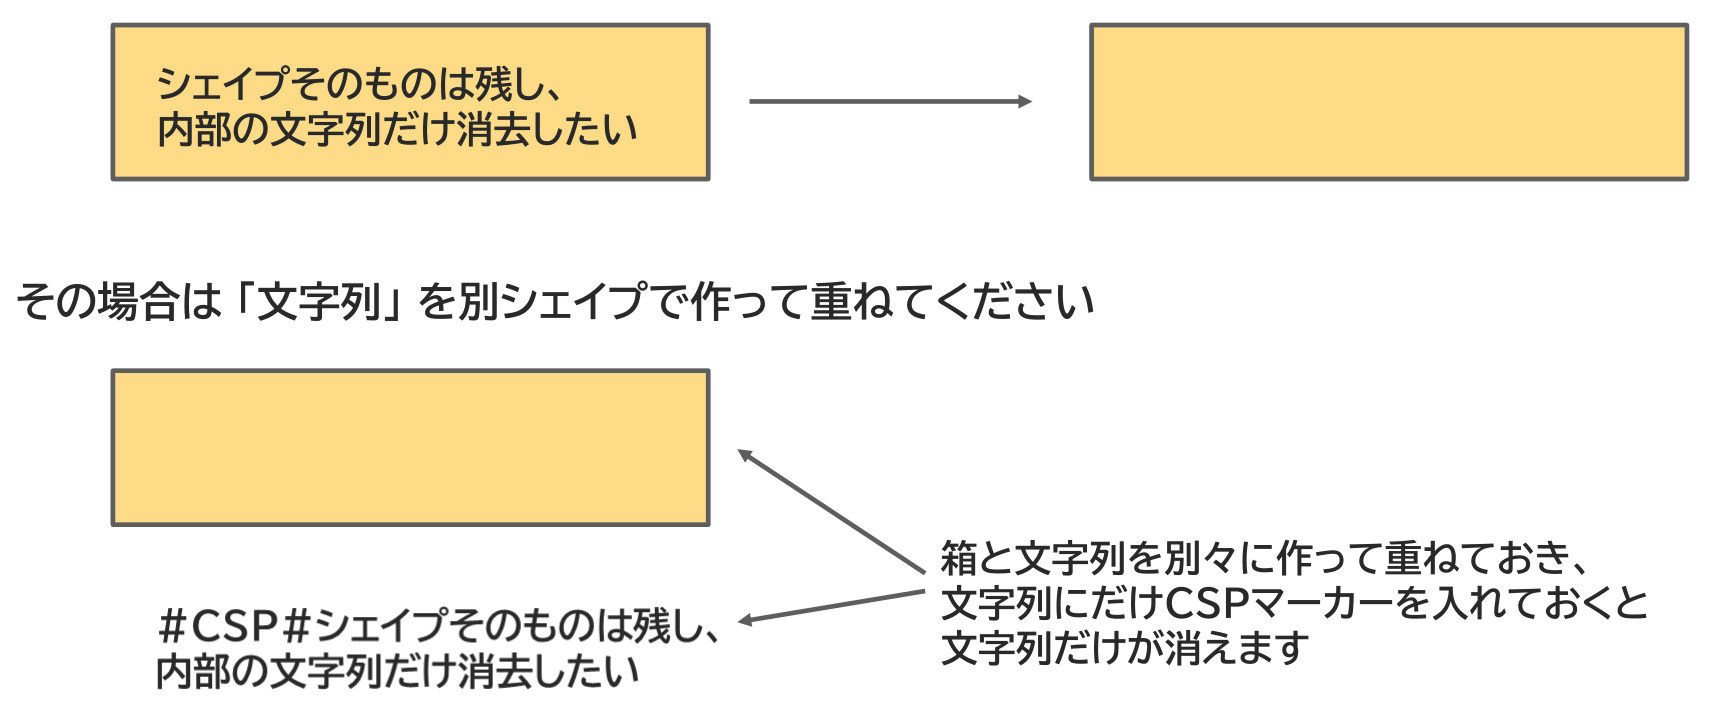 シェイプそのものは残し、
内部の文字列だけ消去したい
その場合は「文字列」を別シェイプで作って重ねてください
箱と文字列を別々に作って重ねておき、
文字列にだけCSPマーカーを入れておくと
文字列だけが消えます
#CSP#シェイプそのものは残し、
内部の文字列だけ消去したい